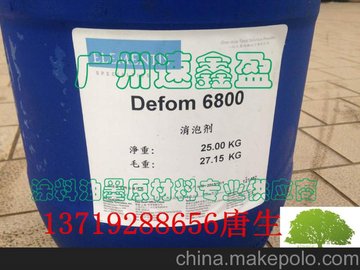 ELEMENTIS
广州速鑫盈
Defom 6800
消泡剂
淨重: 25.00 KG
毛重: 27.15 KG
涂料油墨原材料专业供应商
13719288656唐生
china.makepolo.com